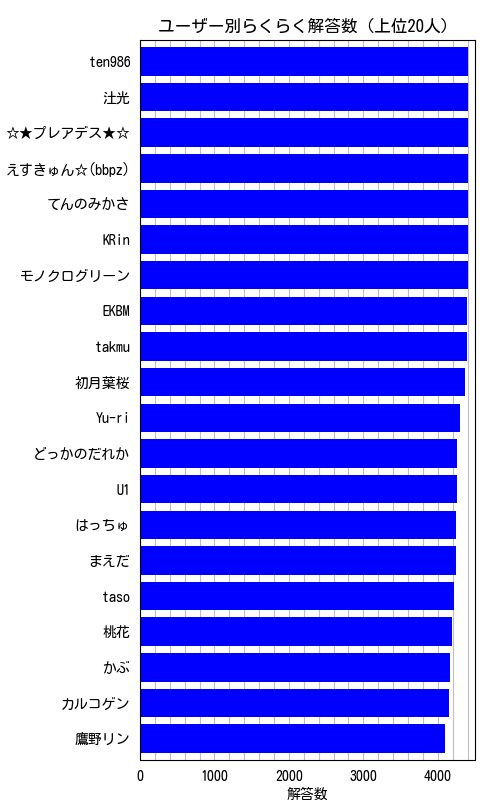 ユーザー別らくらく解答数（上位20人）
ten986
汢光
☆★プレアデス★☆
えすきゅん☆(bbpz)
てんのみかさ
KRin
モノクログリーン
EKBM
takmu
初月葉桜
Yu-ri
どっかのだれか
U1
はっちゅ
まえだ
taso
桃花
かぶ
カルコゲン
鷹野リン
0 1000 2000 3000 4000
解答数